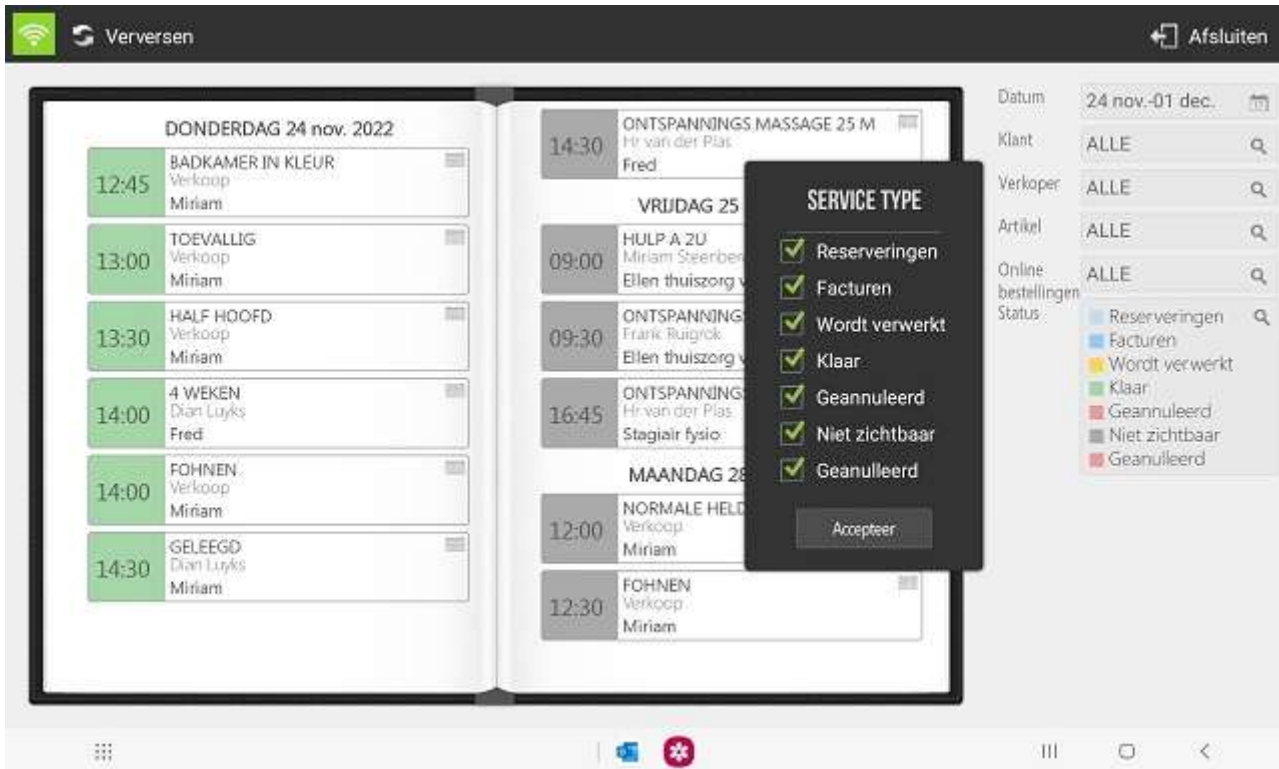 Verversen
Afsluiten
DONDERDAG 24 nov. 2022
12:45
BADKAMER IN KLEUR
Verkoop
Miriam
13:00
TOEVALLIG
Verkoop
Miriam
13:30
HALF HOOFD
Verkoop
Miriam
14:00
4 WEKEN
Dian Luyks
Fred
14:00
FOHNEN
Verkoop
Miriam
14:30
GELEEGD
Dian Luyks
Miriam
14:30
ONTSPANNINGS MASSAGE 25 M
Hr van der Plas
Fred
VRIJDAG 25
09:00
HULP A 2U
Miriam Steenber
Ellen thuiszorg v
09:30
ONTSPANNING
Frank Ruigrok
Ellen thuiszorg v
16:45
ONTSPANNING
Hr van der Plas
Stagiair fysio
MAANDAG 28
12:00
NORMALE HELD
Verkoop
Miriam
12:30
FOHNEN
Verkoop
Miriam
SERVICE TYPE
Reserveringen
Facturen
Wordt verwerkt
Klaar
Geannuleerd
Niet zichtbaar
Geanulleerd
Accepteer
Datum
24 nov.-01 dec.
Klant
ALLE
Verkoper
ALLE
Artikel
ALLE
Online
bestellingen
ALLE
Status
Reserveringen
Facturen
Wordt verwerkt
Klaar
Geannuleerd
Niet zichtbaar
Geanulleerd